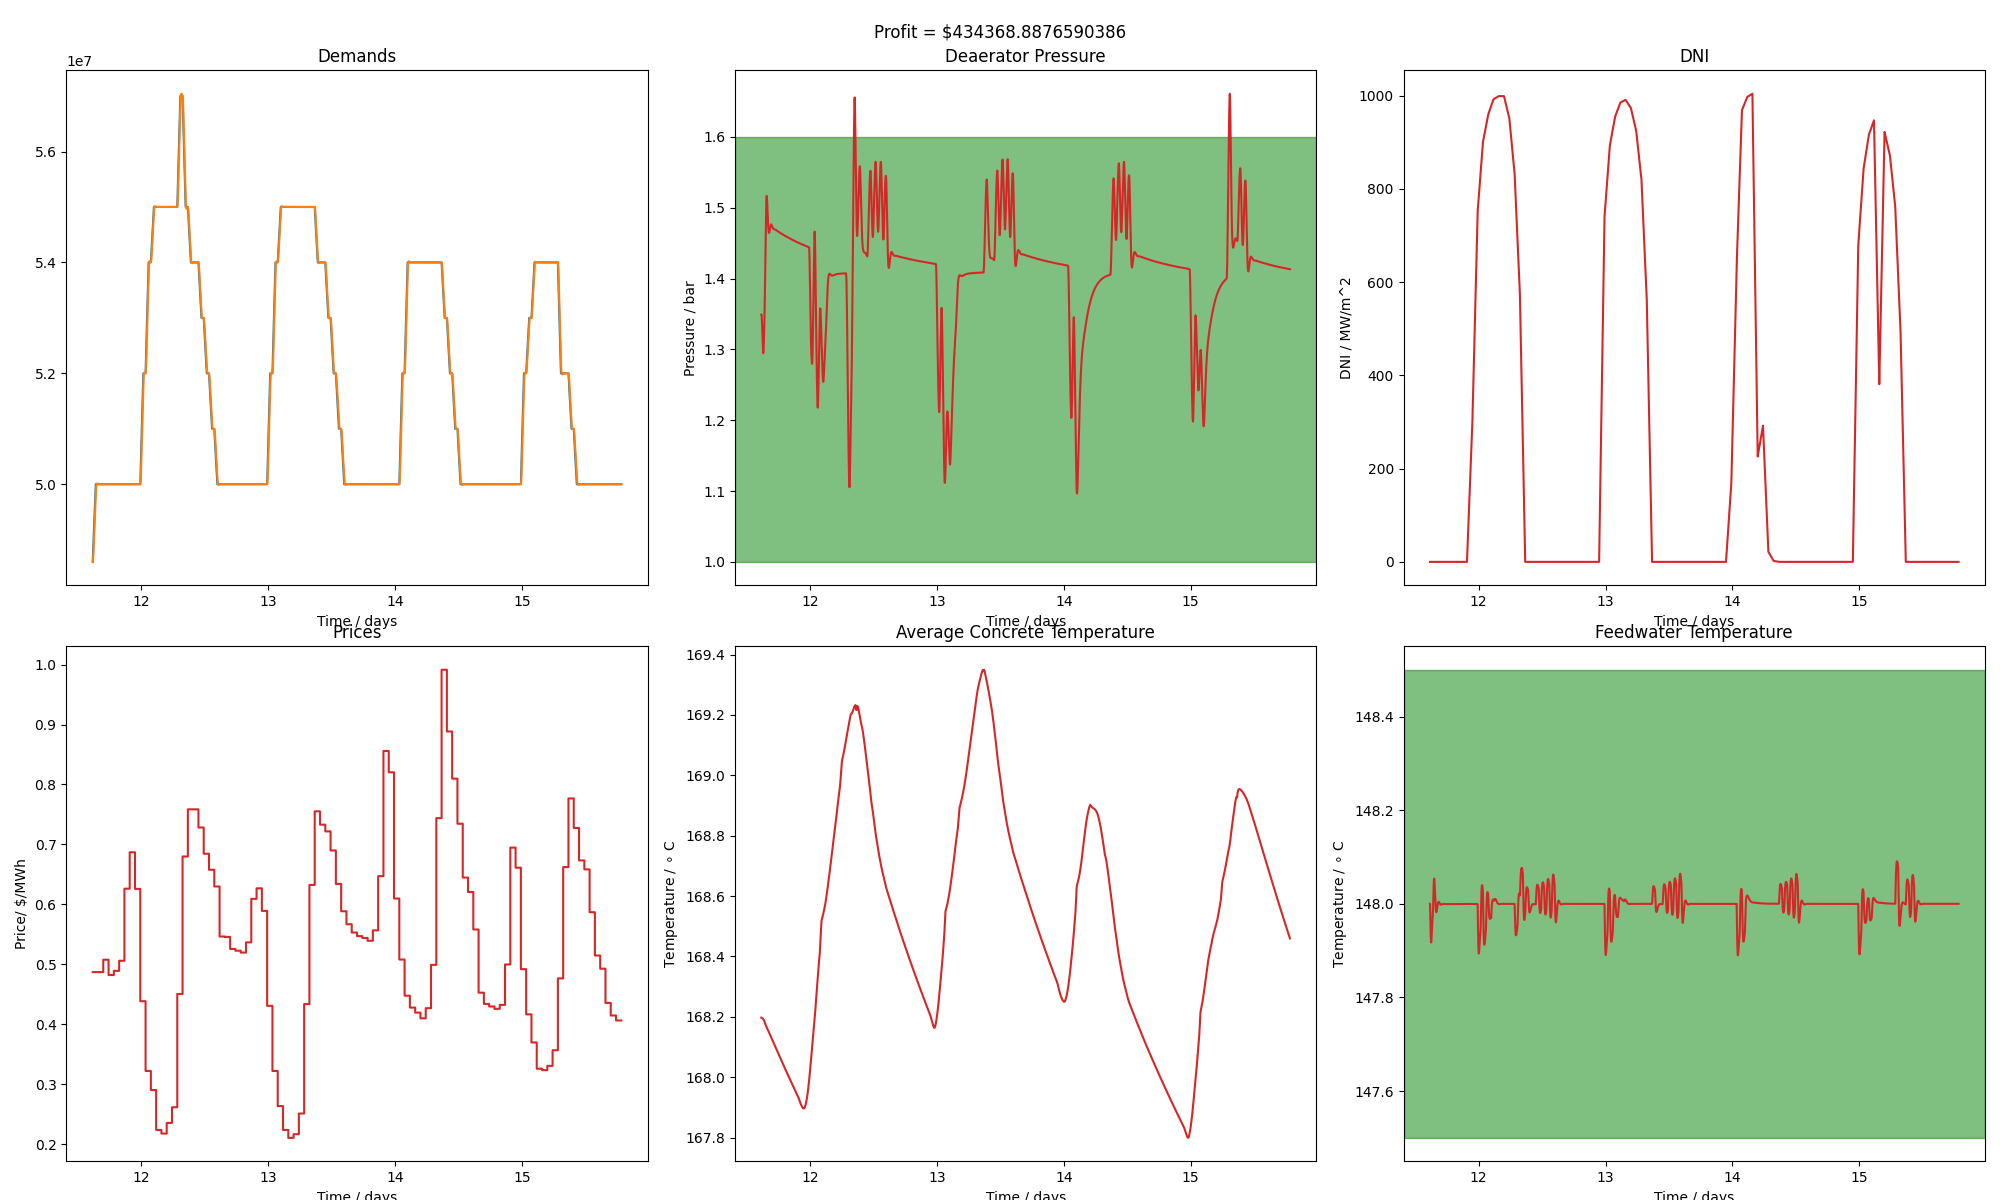 Profit = $434368.8876590386
Demands
1e7
5.6
5.4
5.2
5.0
12 13 14 15
Time / days
Deaerator Pressure
Pressure / bar
1.6
1.5
1.4
1.3
1.2
1.1
1.0
12 13 14 15
Time / days
DNI
DNI / MW/m^2
1000
800
600
400
200
0
12 13 14 15
Time / days
Prices
Price/ $/MWh
1.0
0.9
0.8
0.7
0.6
0.5
0.4
0.3
0.2
12 13 14 15
Time / days
Average Concrete Temperature
Temperature / ∘ C
169.4
169.2
169.0
168.8
168.6
168.4
168.2
168.0
167.8
12 13 14 15
Time / days
Feedwater Temperature
Temperature / ∘ C
148.4
148.2
148.0
147.8
147.6
12 13 14 15
Time / days